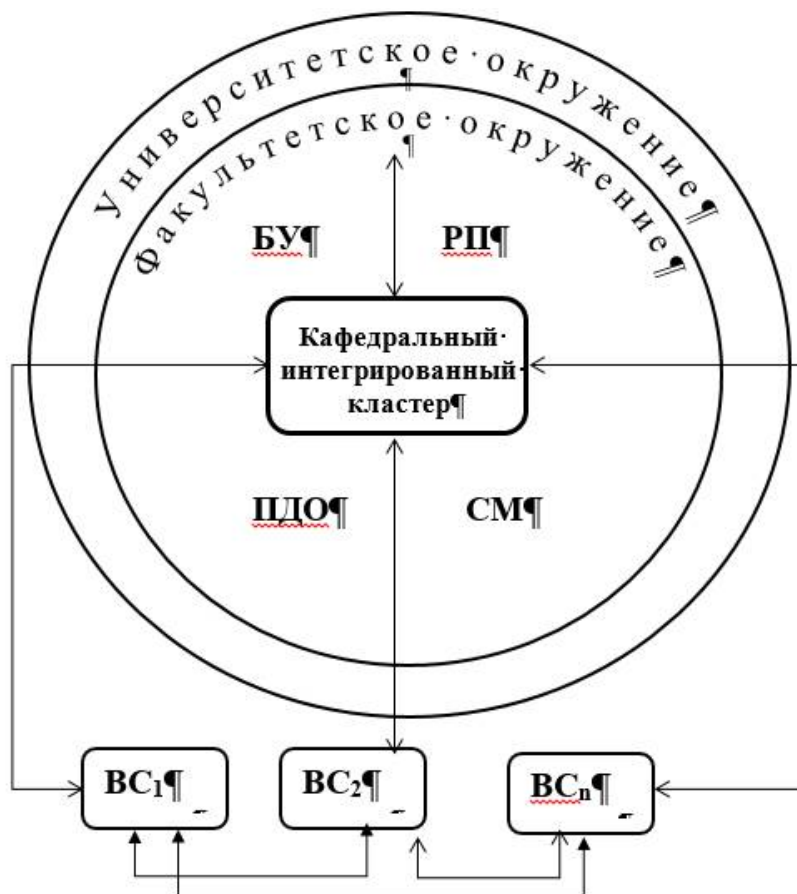 Университетское·окружение¶
¶
Факультетское·окружение¶
¶
БУ¶ РП¶
Кафедральный·
интегрированный·
кластер¶
ПДО¶ СМ¶
ВС₁¶ ВС₂¶ ВСₙ¶
¶ ¶ ¶